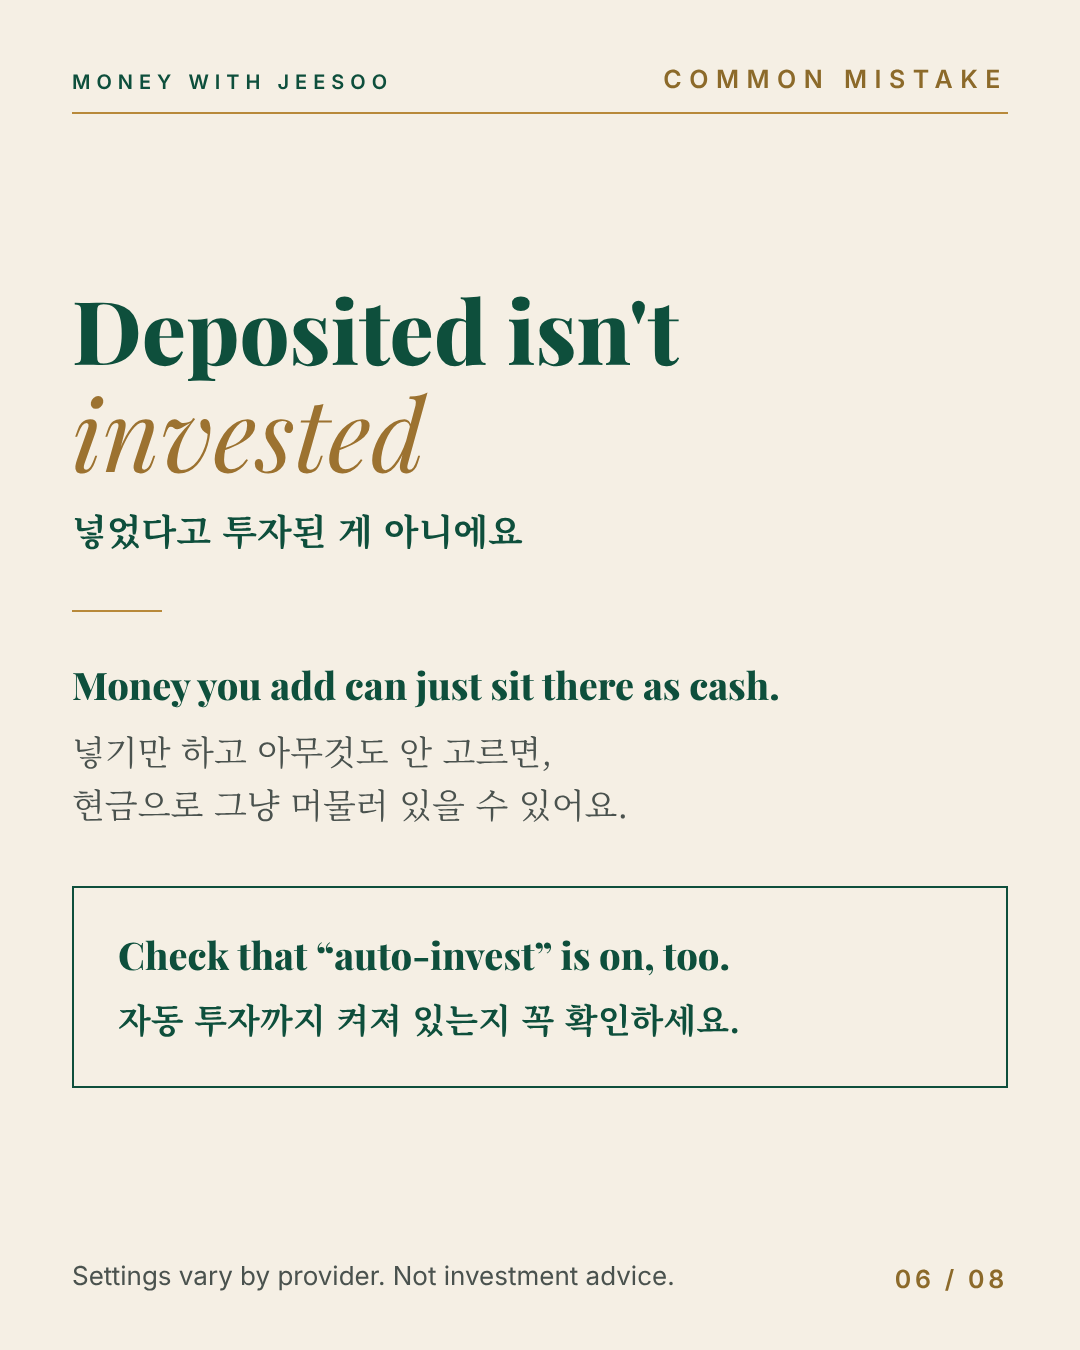 MONEY WITH JEESOO
COMMON MISTAKE
Deposited isn't
invested
넣었다고 투자된 게 아니에요
Money you add can just sit there as cash.
넣기만 하고 아무것도 안 고르면,
현금으로 그냥 머물러 있을 수 있어요.
Check that “auto-invest” is on, too.
자동 투자까지 켜져 있는지 꼭 확인하세요.
Settings vary by provider. Not investment advice.
06 / 08